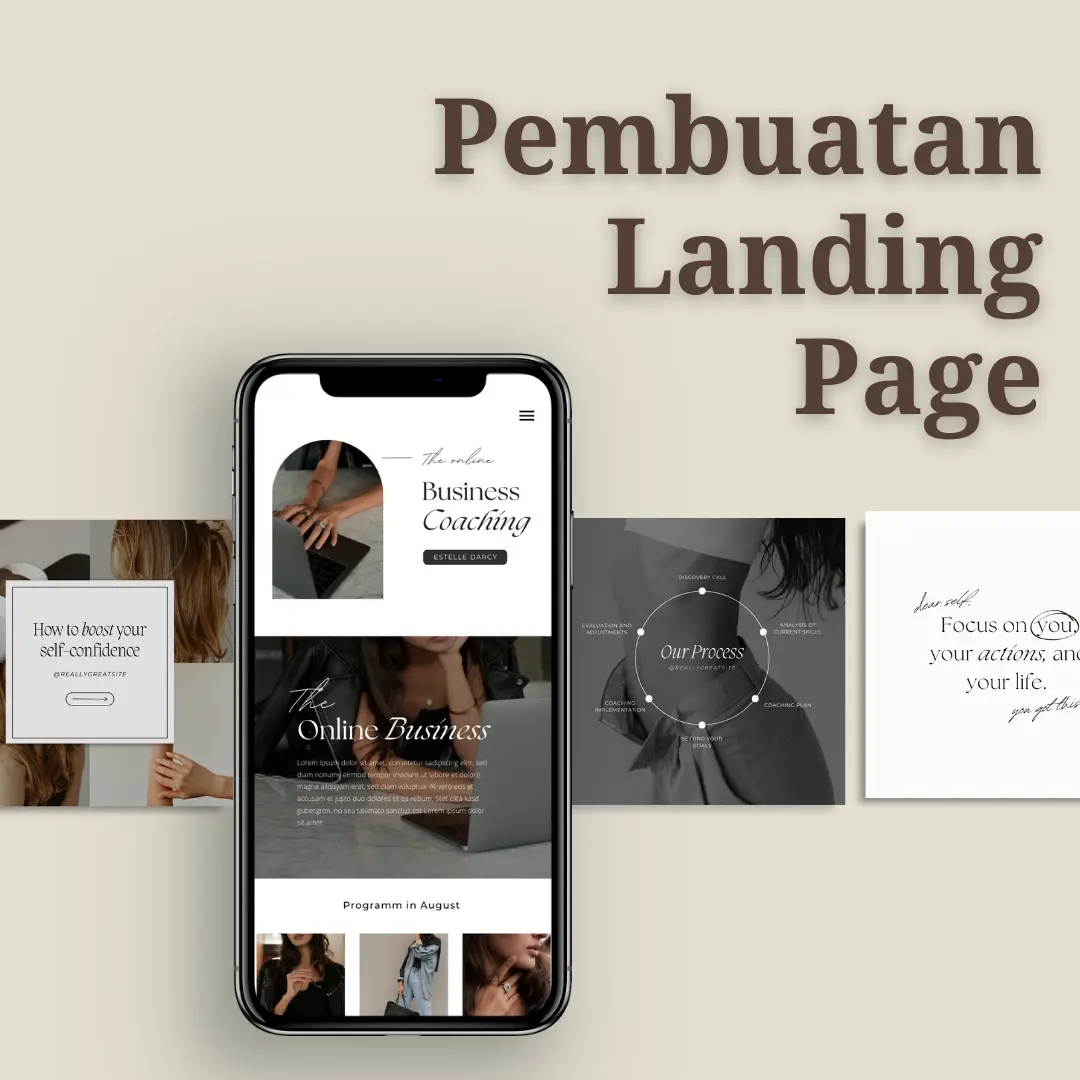 Pembuatan
Landing
Page
The online
Business
Coaching
ESTELLE DARCY
The
Online Business
Lorem ipsum dolor sit amet, consetetur sadipscing elitr, sed
diam nonumy eirmod tempor invidunt ut labore et dolore
magna aliquyam erat, sed diam voluptua. At vero eos et
accusam et justo duo dolores et ea rebum. Stet clita kasd
gubergren, no sea takimata sanctus est Lorem ipsum dolor
sit amet
Programm in August
How to boost your
self-confidence
@REALLYGREATSITE
DISCOVERY CALL
EVALUATION AND
ADJUSTMENTS
ANALYSIS OF
CURRENT SKILLS
Our Process
@REALLYGREATSITE
COACHING
IMPLEMENTATION
COACHING PLAN
SETTING YOUR
GOALS
dear self,
Focus on you,
your actions, and
your life.
you got this